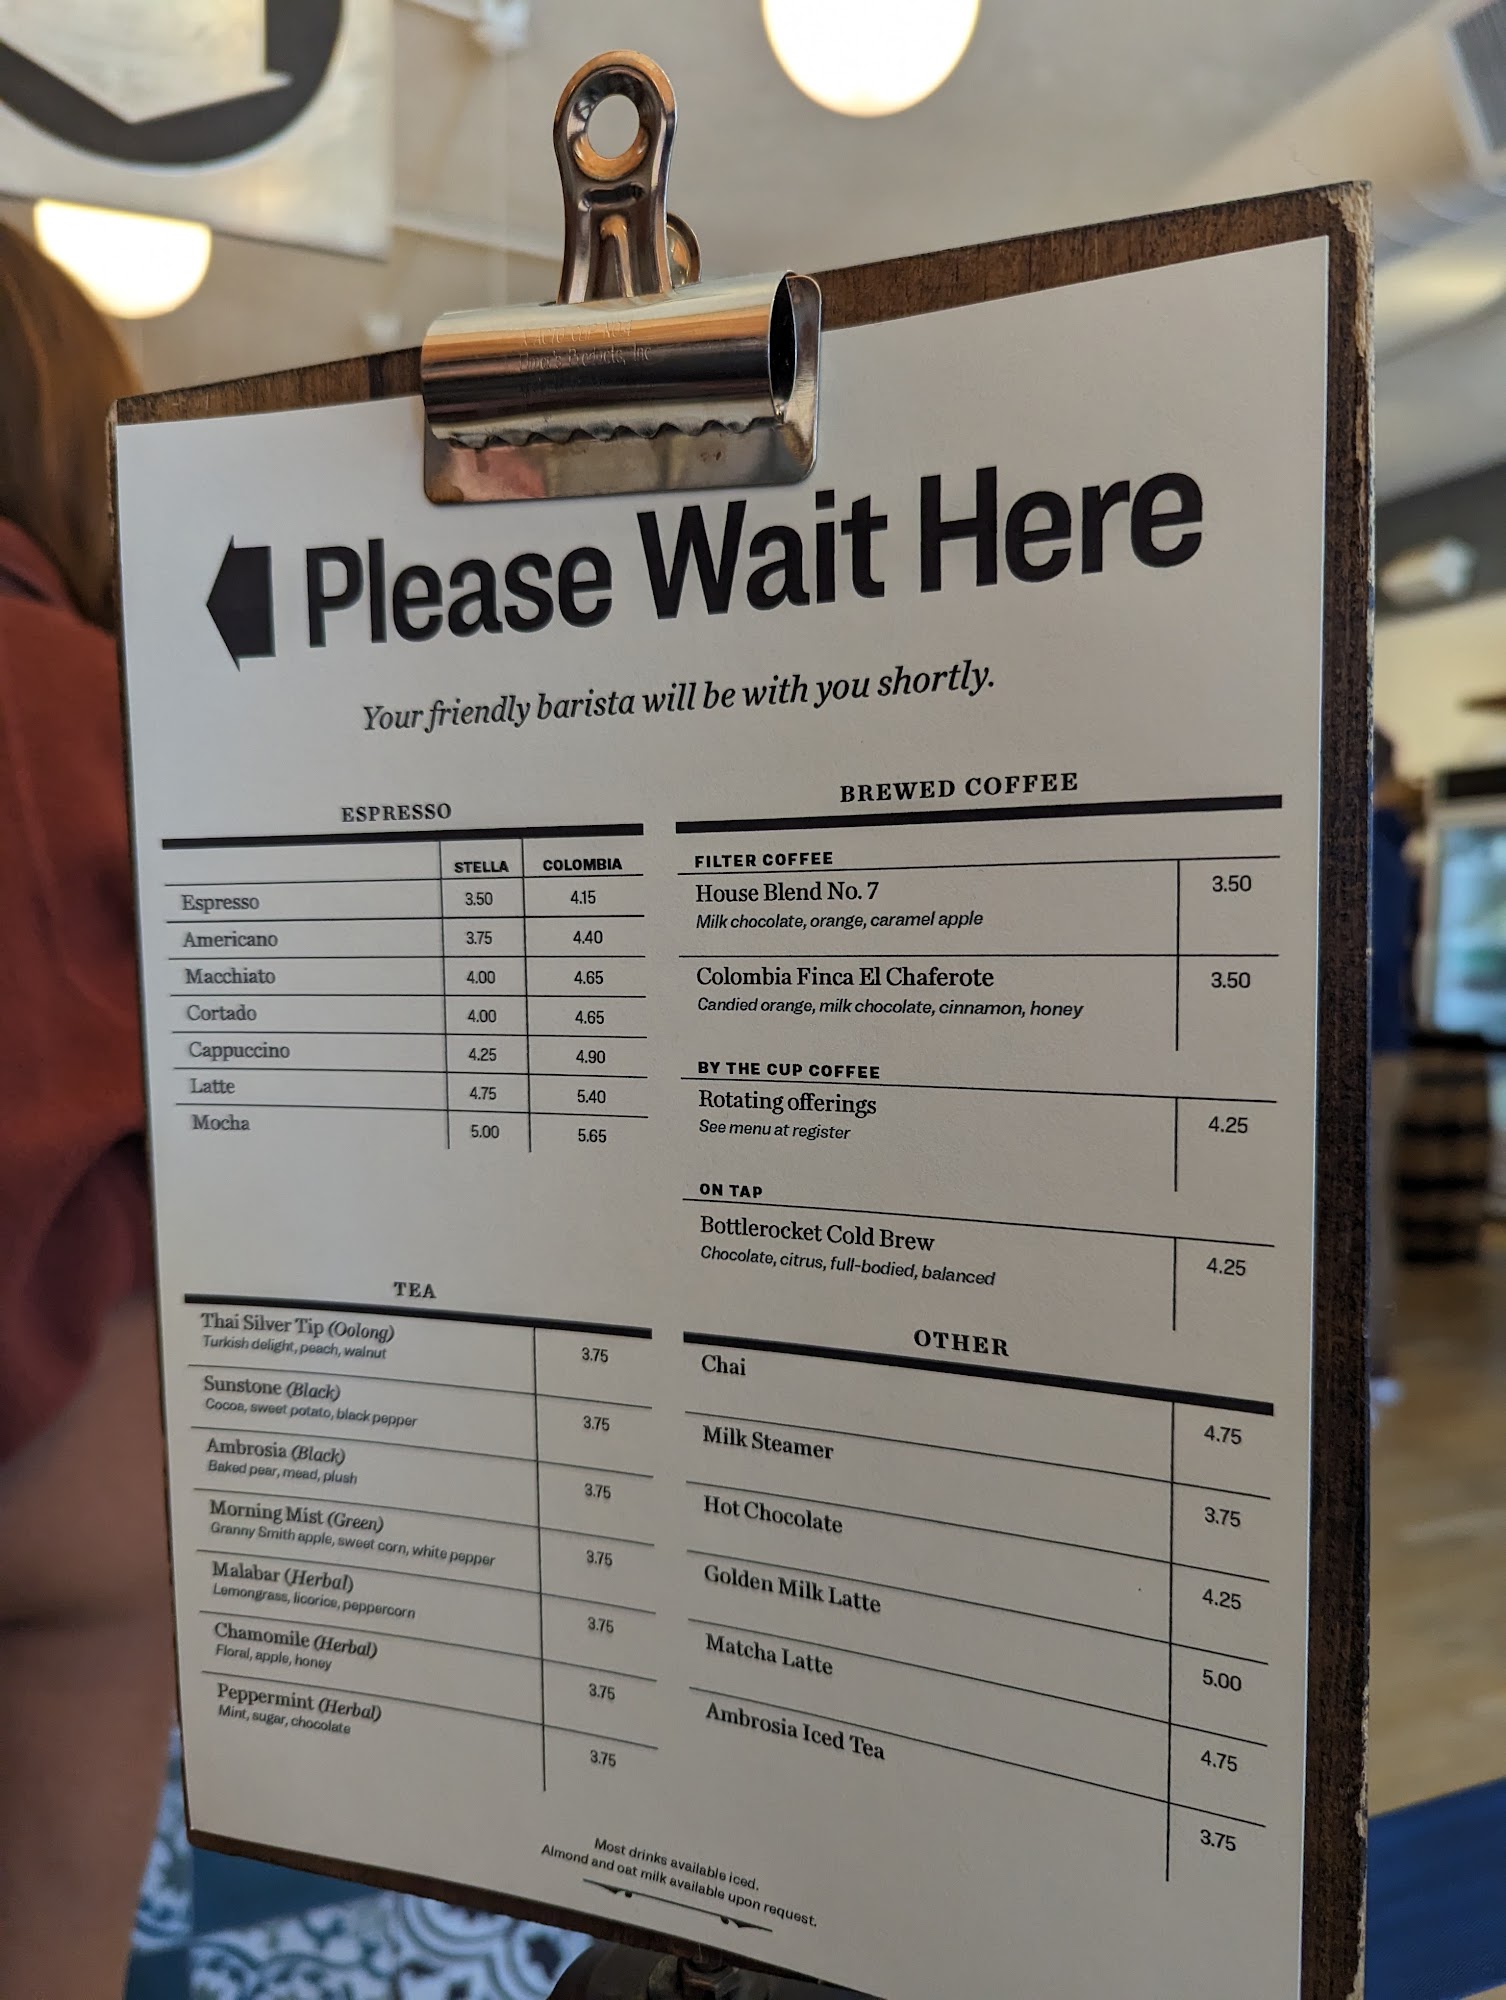 Please Wait Here
Your friendly barista will be with you shortly.
ESPRESSO
STELLA COLOMBIA
Espresso 3.50 4.15
Americano 3.75 4.40
Macchiato 4.00 4.65
Cortado 4.00 4.65
Cappuccino 4.25 4.90
Latte 4.75 5.40
Mocha 5.00 5.65
BREWED COFFEE
FILTER COFFEE
House Blend No. 7 3.50
Milk chocolate, orange, caramel apple
Colombia Finca El Chaferote 3.50
Candied orange, milk chocolate, cinnamon, honey
BY THE CUP COFFEE
Rotating offerings 4.25
See menu at register
ON TAP
Bottlerocket Cold Brew 4.25
Chocolate, citrus, full-bodied, balanced
TEA
Thai Silver Tip (Oolong) 3.75
Turkish delight, peach, walnut
Sunstone (Black) 3.75
Cocoa, sweet potato, black pepper
Ambrosia (Black) 3.75
Baked pear, mead, plush
Morning Mist (Green) 3.75
Granny Smith apple, sweet corn, white pepper
Malabar (Herbal) 3.75
Lemongrass, licorice, peppercorn
Chamomile (Herbal) 3.75
Floral, apple, honey
Peppermint (Herbal) 3.75
Mint, sugar, chocolate
OTHER
Chai 4.75
Milk Steamer 3.75
Hot Chocolate 4.25
Golden Milk Latte 5.00
Matcha Latte 4.75
Ambrosia Iced Tea 3.75
Most drinks available iced.
Almond and oat milk available upon request.